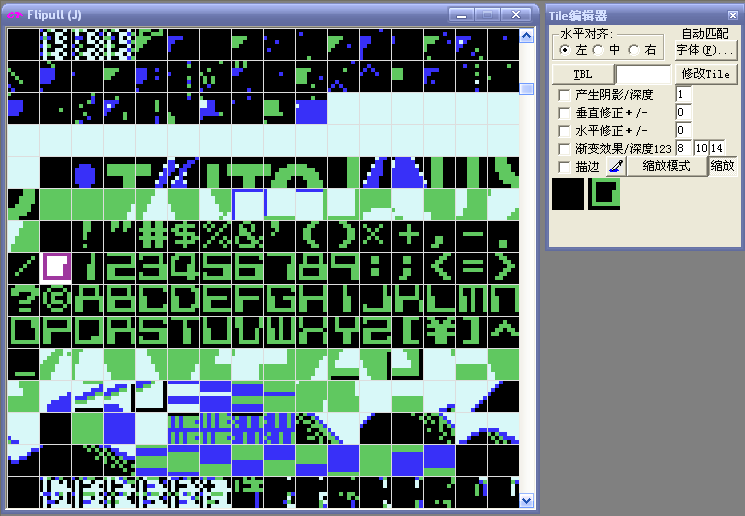 <> Flipull (J)
! " # $ % & ' ( ) × + , - .
/ 0 1 2 3 4 5 6 7 8 9 : ; < = >
? © A B C D E F G H I J K L M N
O P Q R S T U V W X Y Z [ ¥ ] ^
_
Tile编辑器
水平对齐:
左 中 右
自动匹配
字体(F)...
TBL
修改Tile
产生阴影/深度 1
垂直修正+/- 0
水平修正+/- 0
渐变效果/深度123 8 10 14
描边 缩放模式 缩放